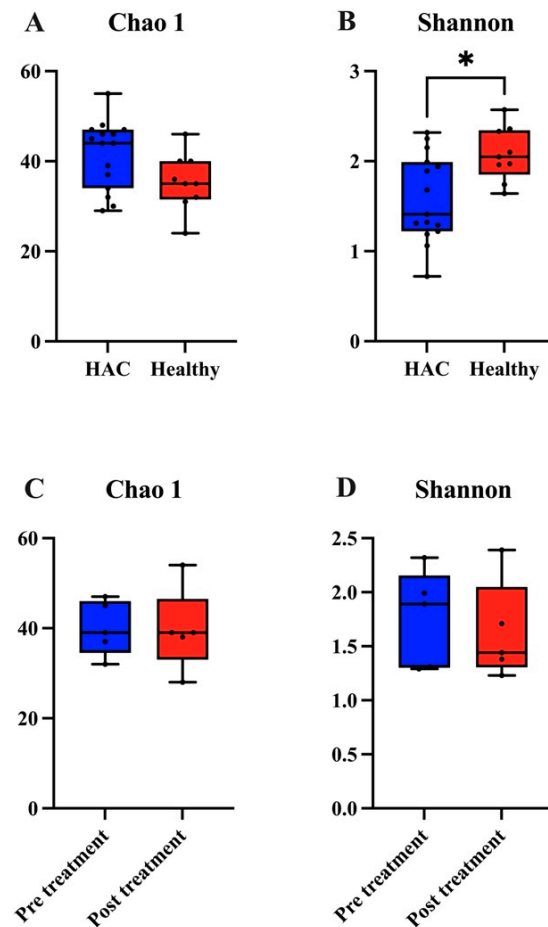 A Chao 1
60
40
20
0
HAC Healthy
B Shannon
*
3
2
1
0
HAC Healthy
C Chao 1
60
40
20
0
Pre treatment
Post treatment
D Shannon
2.5
2.0
1.5
1.0
0.5
0.0
Pre treatment
Post treatment